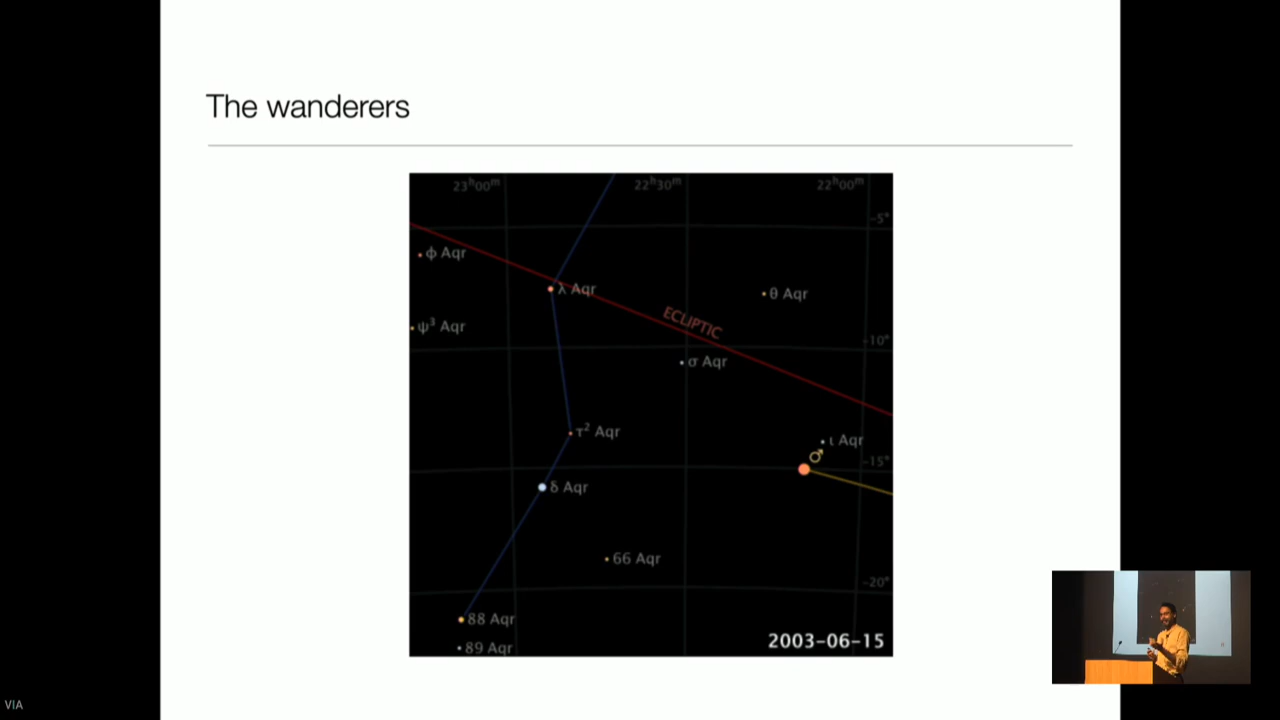 The wanderers
23ʰ00ᵐ 22ʰ30ᵐ 22ʰ00ᵐ
-5°
ϕ Aqr
λ Aqr
θ Aqr
ECLIPTIC
ψ³ Aqr
-10°
σ Aqr
τ² Aqr
ι Aqr
♂
-15°
δ Aqr
66 Aqr
-20°
88 Aqr
2003-06-15
89 Aqr
VIA